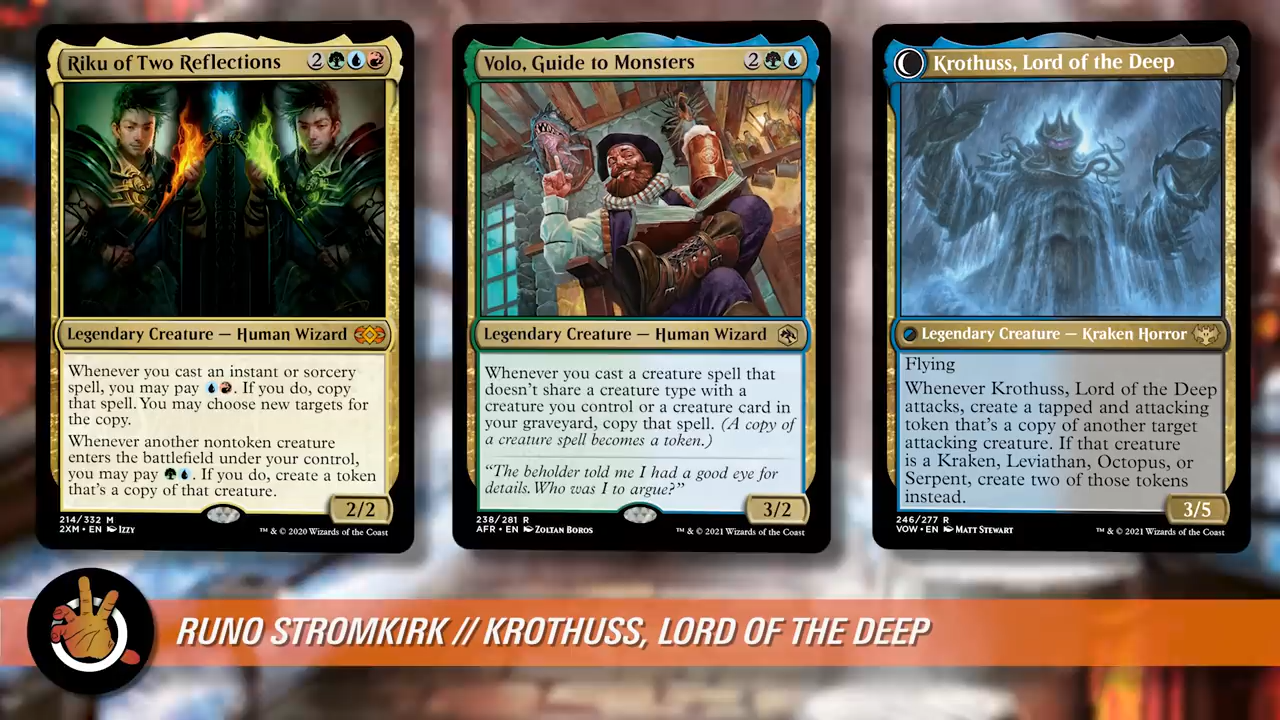 Riku of Two Reflections 2
Legendary Creature — Human Wizard
Whenever you cast an instant or sorcery
spell, you may pay . If you do, copy
that spell. You may choose new targets for
the copy.
Whenever another nontoken creature
enters the battlefield under your control,
you may pay . If you do, create a token
that's a copy of that creature.
2/2
214/332 M
2XM • EN Izzy
™ & © 2020 Wizards of the Coast
Volo, Guide to Monsters 2
Legendary Creature — Human Wizard
Whenever you cast a creature spell that
doesn't share a creature type with a
creature you control or a creature card in
your graveyard, copy that spell. (A copy of
a creature spell becomes a token.)
"The beholder told me I had a good eye for
details. Who was I to argue?"
3/2
238/281 R
AFR • EN Zoltan Boros
™ & © 2021 Wizards of the Coast
Krothuss, Lord of the Deep
Legendary Creature — Kraken Horror
Flying
Whenever Krothuss, Lord of the Deep
attacks, create a tapped and attacking
token that's a copy of another target
attacking creature. If that creature
is a Kraken, Leviathan, Octopus, or
Serpent, create two of those tokens
instead.
3/5
246/277 R
VOW • EN Matt Stewart
™ & © 2021 Wizards of the Coast
RUNO STROMKIRK // KROTHUSS, LORD OF THE DEEP